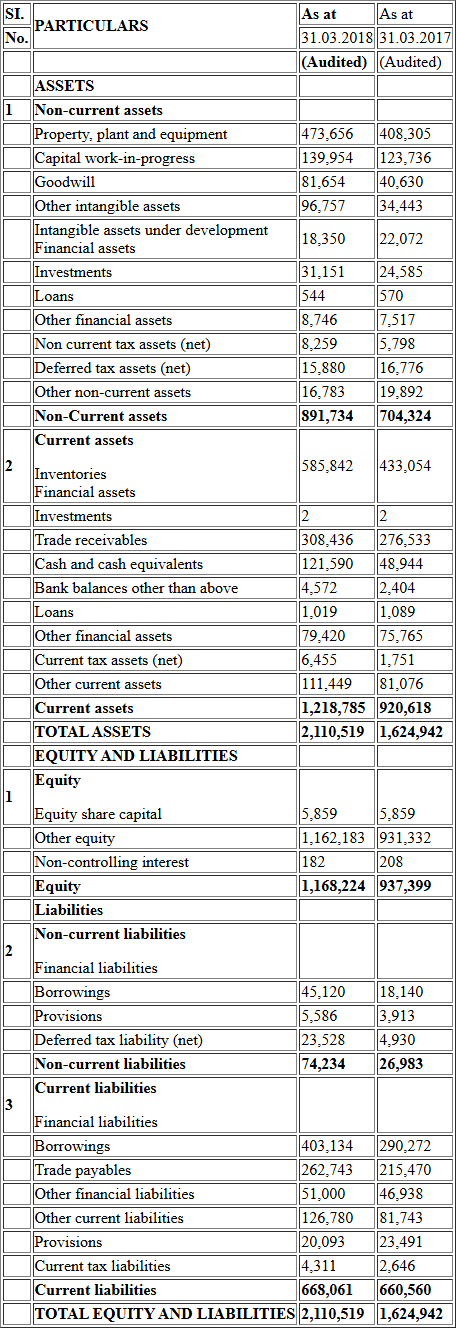 SI. PARTICULARS As at As at
No. 31.03.2018 31.03.2017
(Audited) (Audited)
ASSETS
1 Non-current assets
Property, plant and equipment 473,656 408,305
Capital work-in-progress 139,954 123,736
Goodwill 81,654 40,630
Other intangible assets 96,757 34,443
Intangible assets under development 18,350 22,072
Financial assets
Investments 31,151 24,585
Loans 544 570
Other financial assets 8,746 7,517
Non current tax assets (net) 8,259 5,798
Deferred tax assets (net) 15,880 16,776
Other non-current assets 16,783 19,892
Non-Current assets 891,734 704,324
2 Current assets
Inventories 585,842 433,054
Financial assets
Investments 2 2
Trade receivables 308,436 276,533
Cash and cash equivalents 121,590 48,944
Bank balances other than above 4,572 2,404
Loans 1,019 1,089
Other financial assets 79,420 75,765
Current tax assets (net) 6,455 1,751
Other current assets 111,449 81,076
Current assets 1,218,785 920,618
TOTAL ASSETS 2,110,519 1,624,942
EQUITY AND LIABILITIES
1 Equity
Equity share capital 5,859 5,859
Other equity 1,162,183 931,332
Non-controlling interest 182 208
Equity 1,168,224 937,399
Liabilities
2 Non-current liabilities
Financial liabilities
Borrowings 45,120 18,140
Provisions 5,586 3,913
Deferred tax liability (net) 23,528 4,930
Non-current liabilities 74,234 26,983
3 Current liabilities
Financial liabilities
Borrowings 403,134 290,272
Trade payables 262,743 215,470
Other financial liabilities 51,000 46,938
Other current liabilities 126,780 81,743
Provisions 20,093 23,491
Current tax liabilities 4,311 2,646
Current liabilities 668,061 660,560
TOTAL EQUITY AND LIABILITIES 2,110,519 1,624,942